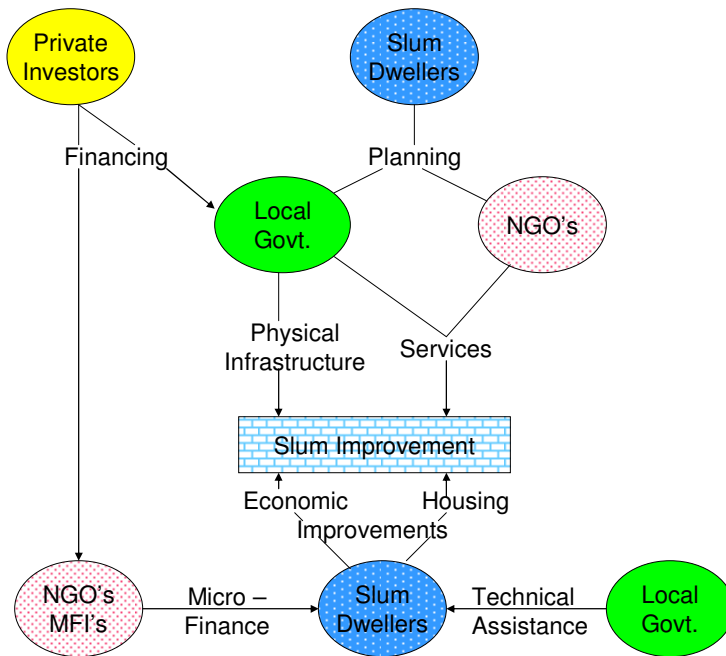 Private
Investors
Slum
Dwellers
Financing
Planning
Local
Govt.
NGO's
Physical
Infrastructure
Services
Slum Improvement
Economic
Housing
Improvements
NGO's
MFI's
Micro –
Finance
Slum
Dwellers
Technical
Assistance
Local
Govt.